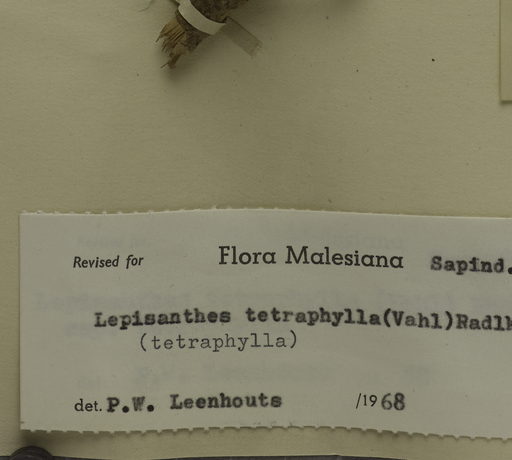 Revised for Flora Malesiana Sapind.
Lepisanthes tetraphylla(Vahl)Radlk
(tetraphylla)
det. P.W. Leenhouts /1968